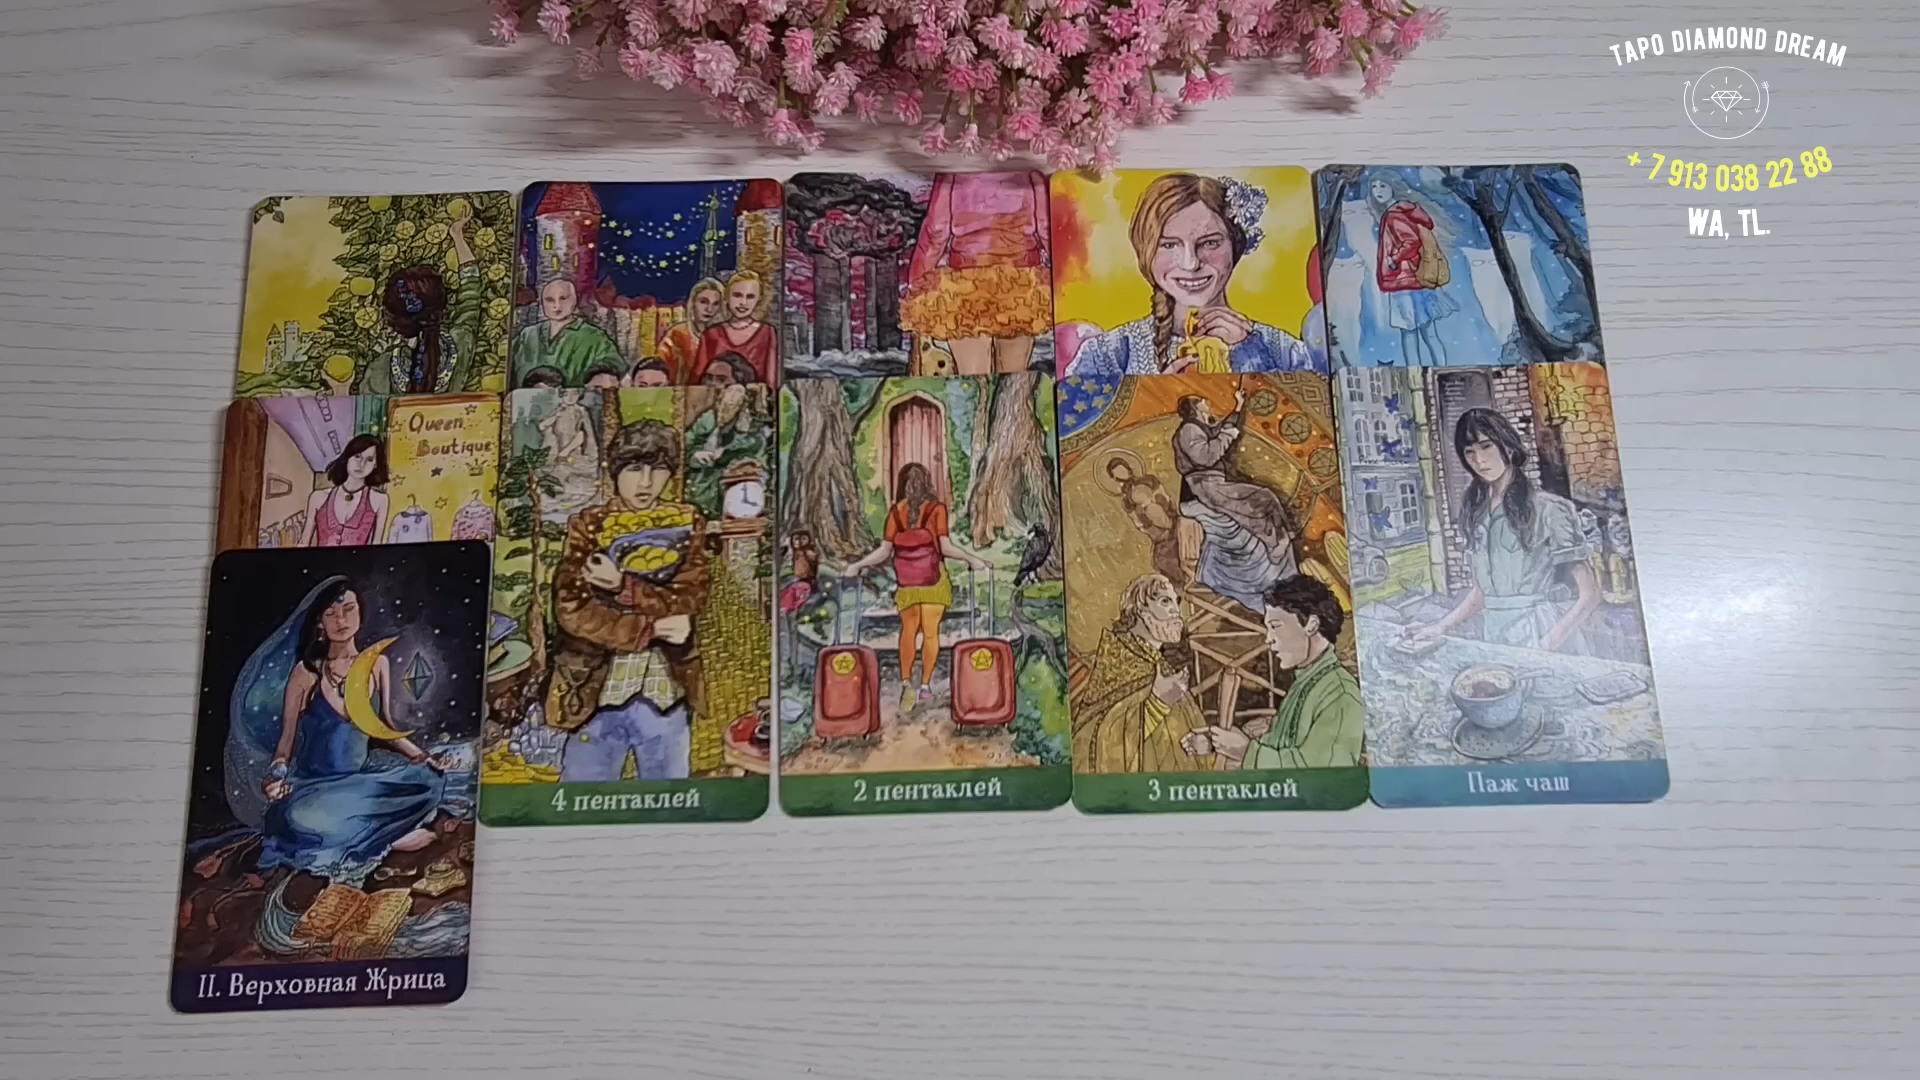 TAPO DIAMOND DREAM
+ 7 913 038 22 88
WA, TL.
Queen
Boutique
II. Верховная Жрица
4 пентаклей
2 пентаклей
3 пентаклей
Паж чаш